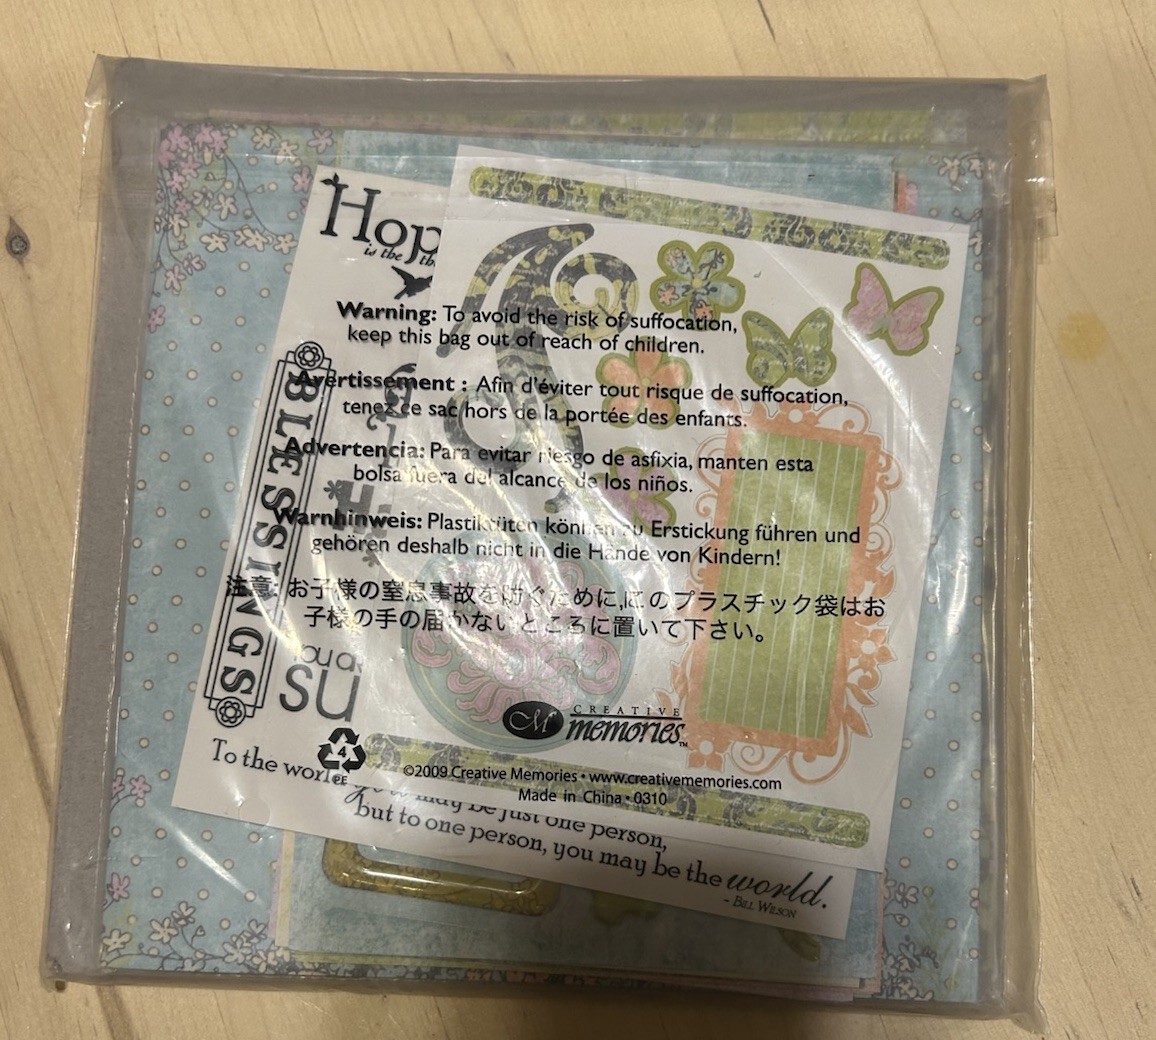 Hop
is the th
Warning: To avoid the risk of suffocation,
keep this bag out of reach of children.
Avertissement : Afin d'éviter tout risque de suffocation,
tenez ce sac hors de la portée des enfants.
Advertencia: Para evitar riesgo de asfixia, manten esta
bolsa fuera del alcance de los niños.
Warnhinweis: Plastiktüten können zu Erstickung führen und
gehören deshalb nicht in die Hände von Kindern!
注意: お子様の窒息事故を防ぐために,このプラスチック袋はお
子様の手の届かないところに置いて下さい。
BLESSINGS
ou a
su
CREATIVE
memories™
4
PE
©2009 Creative Memories • www.creativememories.com
Made in China • 0310
To the world
you may be just one person,
but to one person, you may be the world.
- BILL WILSON